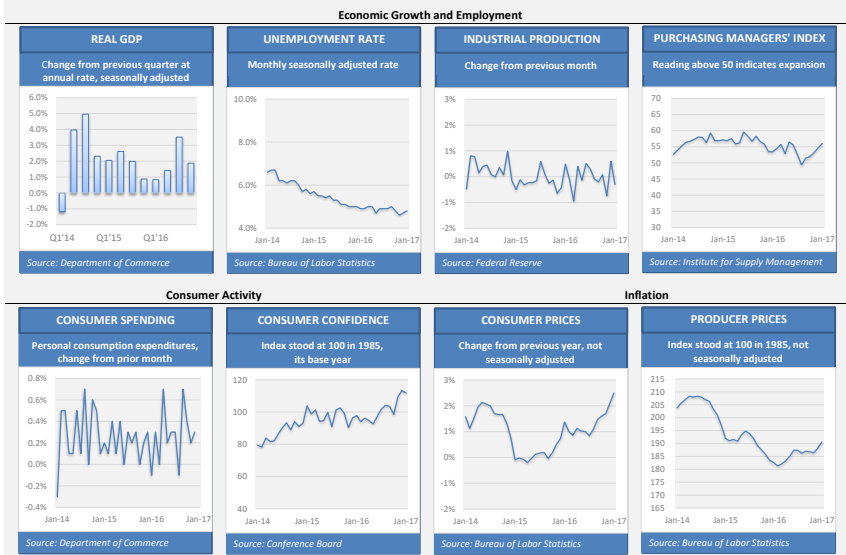 Economic Growth and Employment
REAL GDP
Change from previous quarter at
annual rate, seasonally adjusted
6.0%
5.0%
4.0%
3.0%
2.0%
1.0%
0.0%
-1.0%
-2.0%
Q1'14 Q1'15 Q1'16
Source: Department of Commerce
UNEMPLOYMENT RATE
Monthly seasonally adjusted rate
10.0%
8.0%
6.0%
4.0%
Jan-14 Jan-15 Jan-16 Jan-17
Source: Bureau of Labor Statistics
INDUSTRIAL PRODUCTION
Change from previous month
3%
2%
1%
0%
-1%
-2%
Jan-14 Jan-15 Jan-16 Jan-17
Source: Federal Reserve
PURCHASING MANAGERS' INDEX
Reading above 50 indicates expansion
70
65
60
55
50
45
40
35
30
Jan-14 Jan-15 Jan-16 Jan-17
Source: Institute for Supply Management
Consumer Activity
Inflation
CONSUMER SPENDING
Personal consumption expenditures,
change from prior month
0.8%
0.6%
0.4%
0.2%
0.0%
-0.2%
-0.4%
Jan-14 Jan-15 Jan-16 Jan-17
Source: Department of Commerce
CONSUMER CONFIDENCE
Index stood at 100 in 1985,
its base year
120
100
80
60
40
Jan-14 Jan-15 Jan-16 Jan-17
Source: Conference Board
CONSUMER PRICES
Change from previous year, not
seasonally adjusted
3%
2%
1%
0%
-1%
-2%
Jan-14 Jan-15 Jan-16 Jan-17
Source: Bureau of Labor Statistics
PRODUCER PRICES
Index stood at 100 in 1985, not
seasonally adjusted
215
210
205
200
195
190
185
180
175
170
165
Jan-14 Jan-15 Jan-16 Jan-17
Source: Bureau of Labor Statistics